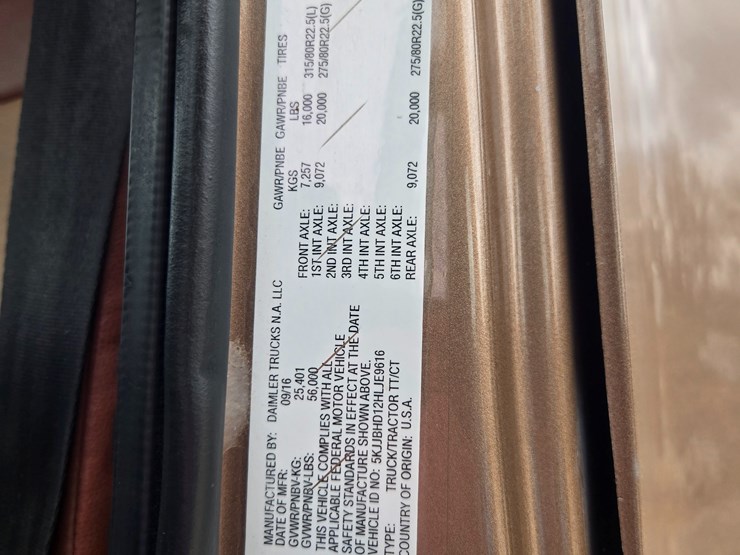 MANUFACTURED BY: DAIMLER TRUCKS N.A. LLC
DATE OF MFR: 09/16
GVWR/PNBV-KG: 25,401
GVWR/PNBV-LBS: 56,000
THIS VEHICLE COMPLIES WITH ALL
APPLICABLE FEDERAL MOTOR VEHICLE
SAFETY STANDARDS IN EFFECT AT THE DATE
OF MANUFACTURE SHOWN ABOVE.
VEHICLE ID NO: 5KJJBHD12HLJE9616
TYPE: TRUCK/TRACTOR TT/CT
COUNTRY OF ORIGIN: U.S.A.
GAWR/PNBE GAWR/PNBE TIRES
KGS LBS
FRONT AXLE: 7,257 16,000 315/80R22.5(L)
1ST INT AXLE: 9,072 20,000 275/80R22.5(G)
2ND INT AXLE:
3RD INT AXLE:
4TH INT AXLE:
5TH INT AXLE:
6TH INT AXLE:
REAR AXLE: 9,072 20,000 275/80R22.5(G)